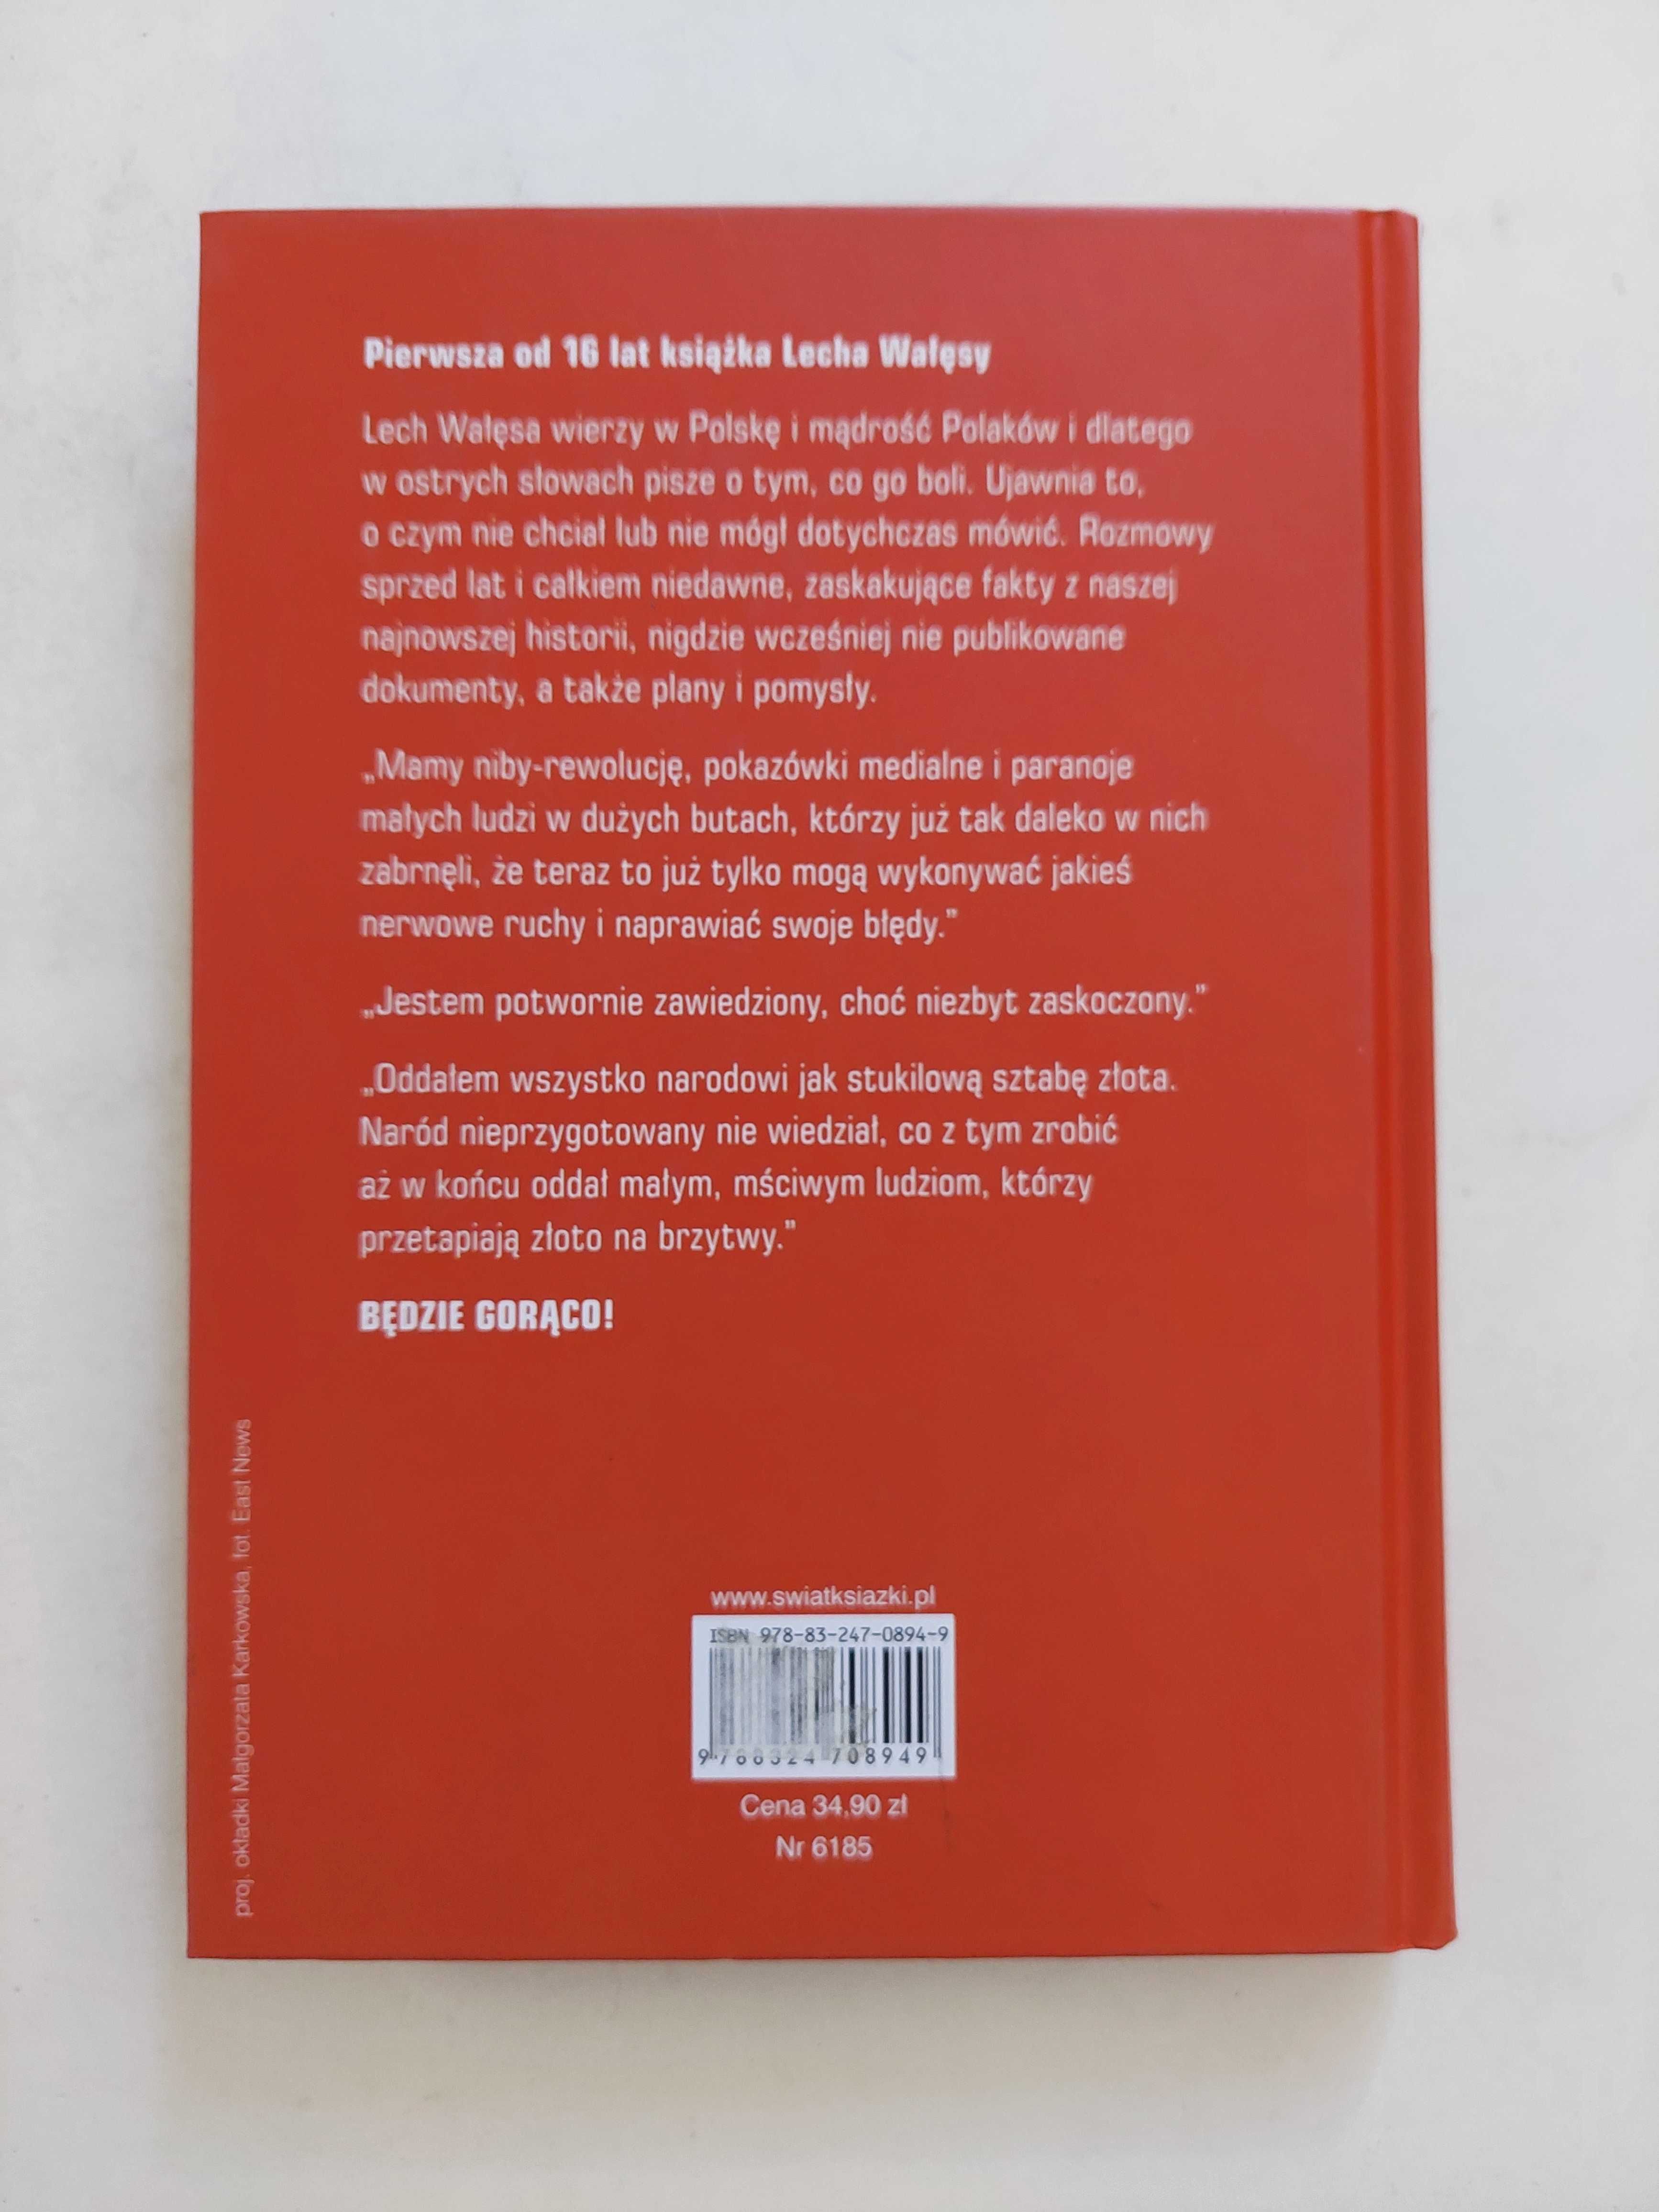 Pierwsza od 16 lat książka Lecha Wałęsy
Lech Wałęsa wierzy w Polskę i mądrość Polaków i dlatego
w ostrych słowach pisze o tym, co go boli. Ujawnia to,
o czym nie chciał lub nie mógł dotychczas mówić. Rozmowy
sprzed lat i całkiem niedawne, zaskakujące fakty z naszej
najnowszej historii, nigdzie wcześniej nie publikowane
dokumenty, a także plany i pomysły.
„Mamy niby-rewolucję, pokazówki medialne i paranoje
małych ludzi w dużych butach, którzy już tak daleko w nich
zabrnęli, że teraz to już tylko mogą wykonywać jakieś
nerwowe ruchy i naprawiać swoje błędy.”
„Jestem potwornie zawiedziony, choć niezbyt zaskoczony.”
„Oddałem wszystko narodowi jak stukilową sztabę złota.
Naród nieprzygotowany nie wiedział, co z tym zrobić
aż w końcu oddał małym, mściwym ludziom, którzy
przetapiają złoto na brzytwy.”
BĘDZIE GORĄCO!
proj. okładki Małgorzata Karkowska, fot. East News
www.swiatksiazki.pl
ISBN 978-83-247-0894-9
9 788324 708949
Cena 34,90 zł
Nr 6185